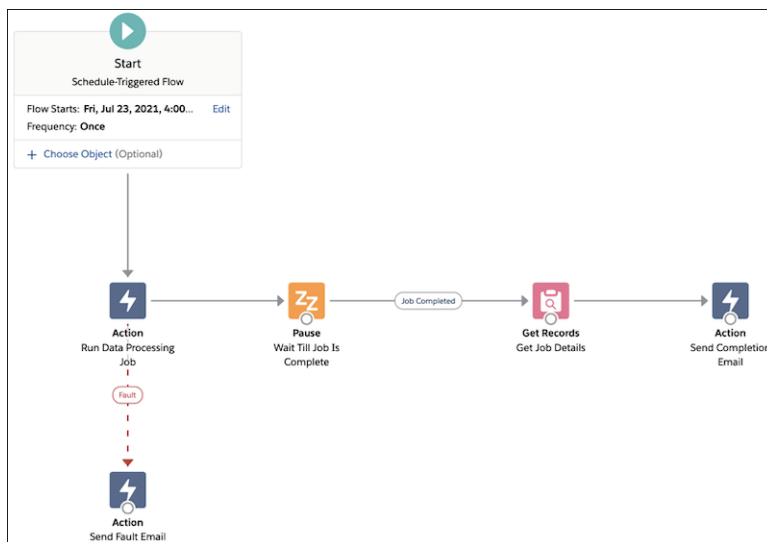 Start
Schedule-Triggered Flow
Flow Starts: Fri, Jul 23, 2021, 4:00... Edit
Frequency: Once
+ Choose Object (Optional)
Job Completed
Action
Run Data Processing
Job
Pause
Wait Till Job Is
Complete
Get Records
Get Job Details
Action
Send Completion
Email
Fault
Action
Send Fault Email